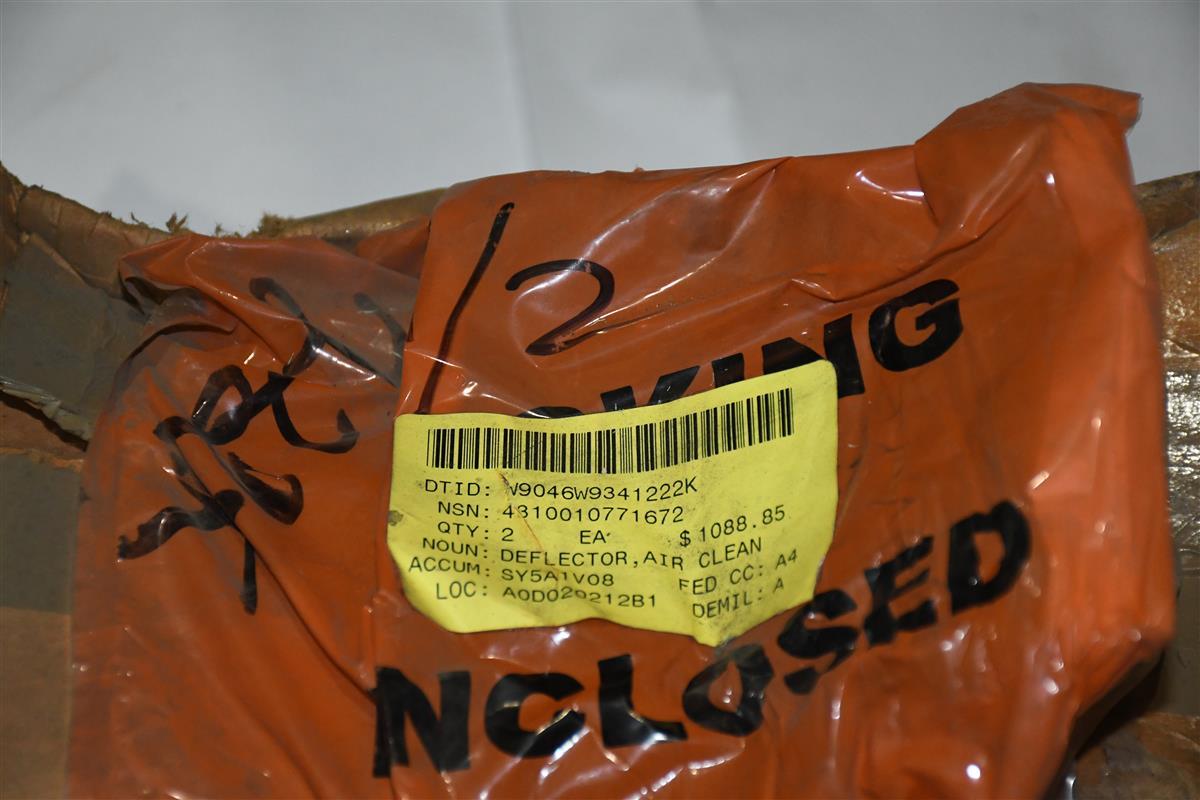 /2
KING
DTID: W9046W9341222K
NSN: 4310010771672
QTY: 2 EA $1088.85
NOUN: DEFLECTOR,AIR CLEAN
ACCUM: SY5A1V08 FED CC: A4
LOC: A0D029212B1 DEMIL: A
NCLOSED